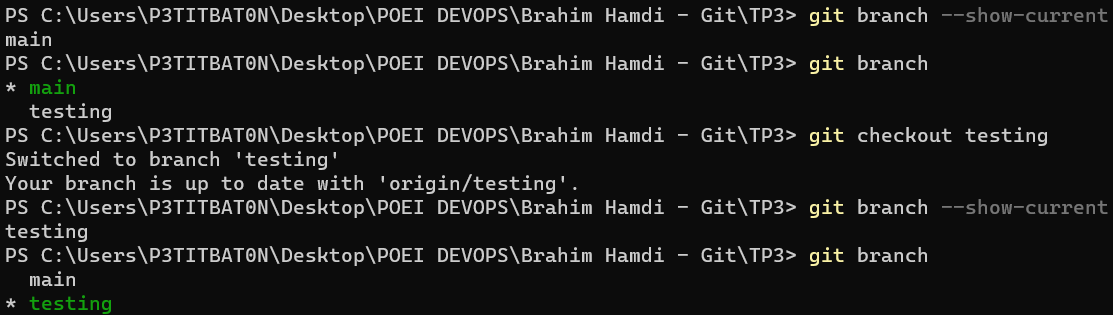 PS C:\Users\P3TITBAT0N\Desktop\POEI DEVOPS\Brahim Hamdi - Git\TP3> git branch --show-current
main
PS C:\Users\P3TITBAT0N\Desktop\POEI DEVOPS\Brahim Hamdi - Git\TP3> git branch
* main
  testing
PS C:\Users\P3TITBAT0N\Desktop\POEI DEVOPS\Brahim Hamdi - Git\TP3> git checkout testing
Switched to branch 'testing'
Your branch is up to date with 'origin/testing'.
PS C:\Users\P3TITBAT0N\Desktop\POEI DEVOPS\Brahim Hamdi - Git\TP3> git branch --show-current
testing
PS C:\Users\P3TITBAT0N\Desktop\POEI DEVOPS\Brahim Hamdi - Git\TP3> git branch
  main
* testing